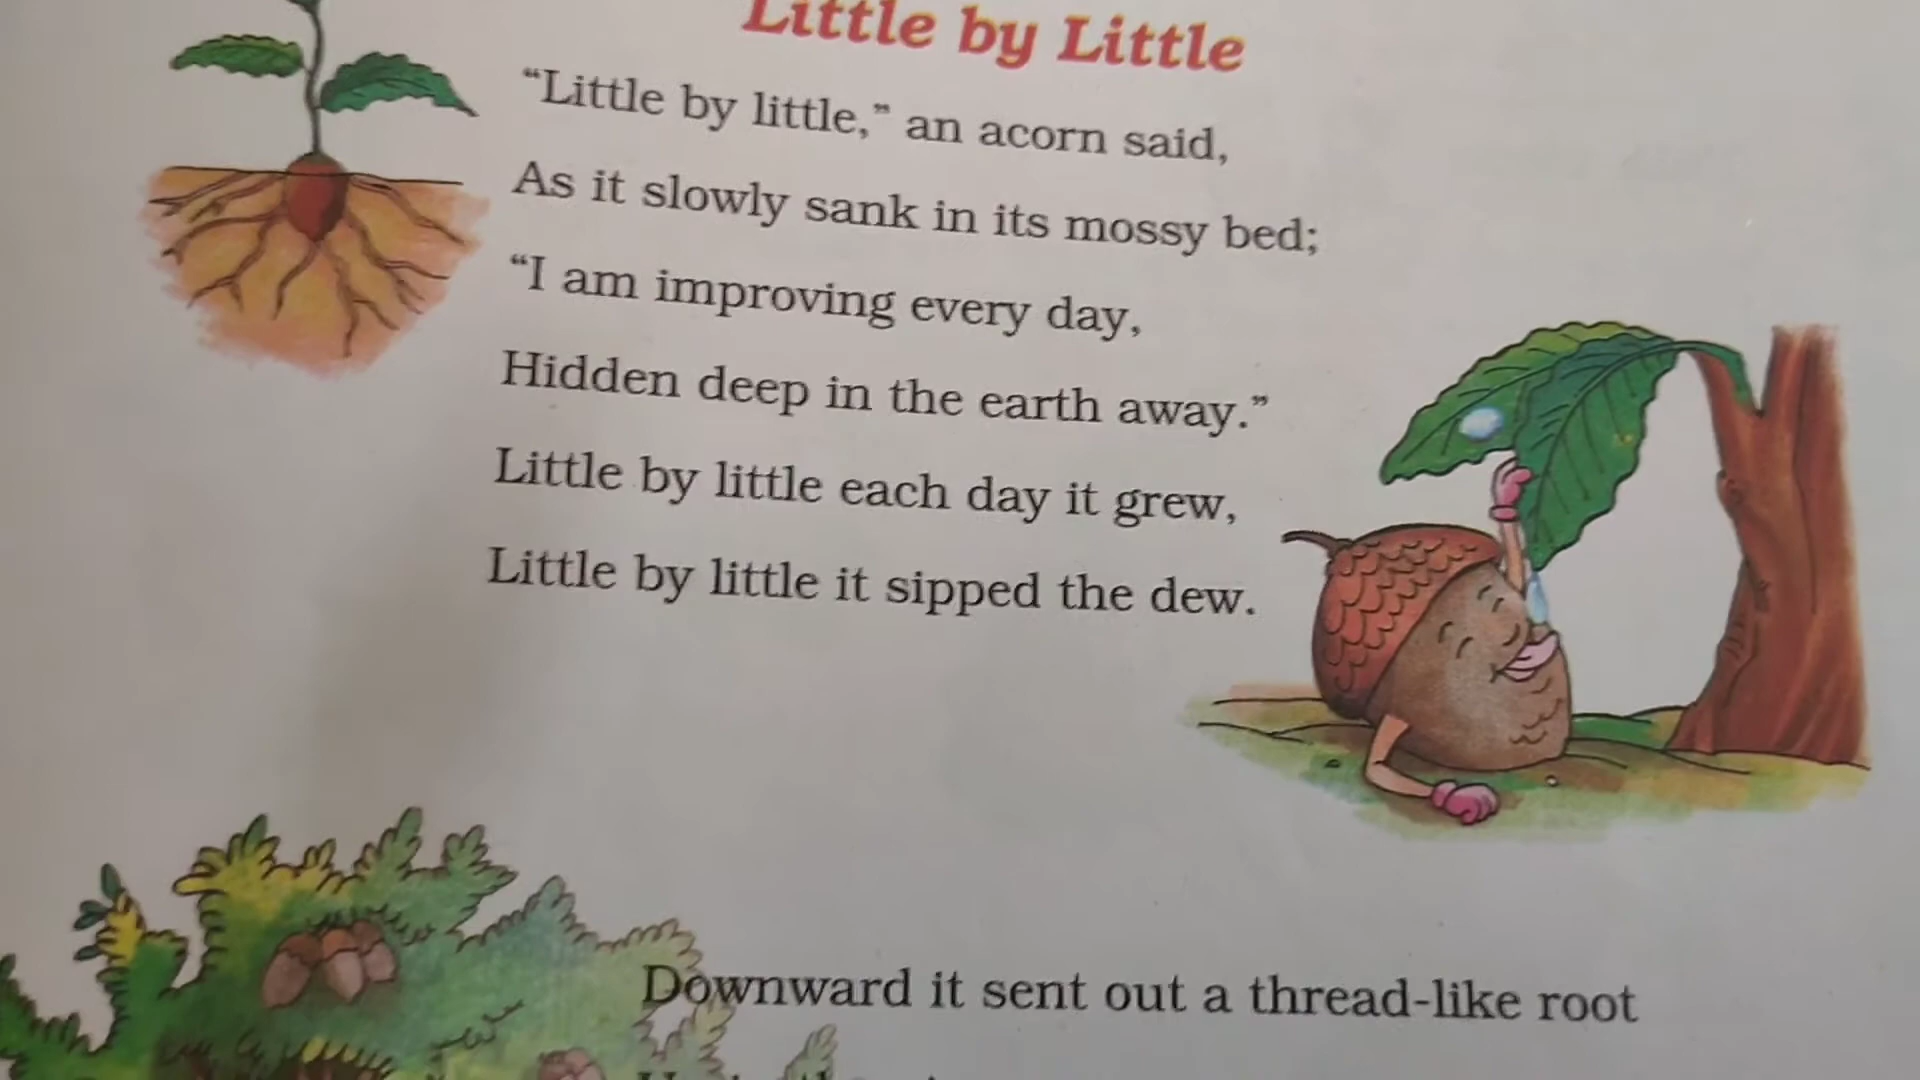 Little by Little
“Little by little,” an acorn said,
As it slowly sank in its mossy bed;
“I am improving every day,
Hidden deep in the earth away.”
Little by little each day it grew,
Little by little it sipped the dew.
Downward it sent out a thread-like root